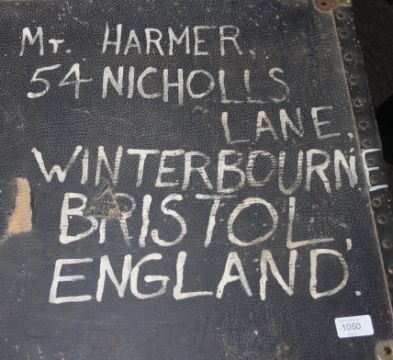 Mr. HARMER.
54 NICHOLLS
LANE.
WINTERBOURNE
BRISTOL,
ENGLAND.
1050